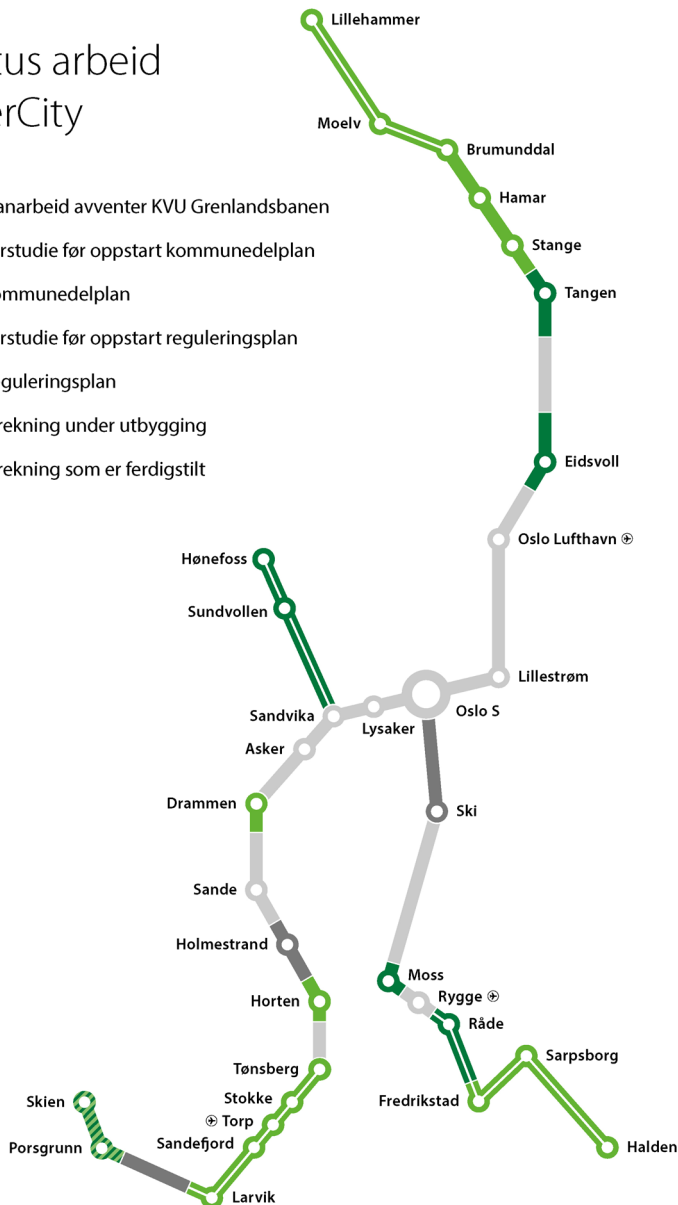 Lillehammer
tus arbeid
erCity
Moelv
Brumunddal
Hamar
anarbeid avventer KVU Grenlandsbanen
Stange
rstudie før oppstart kommunedelplan
ommunedelplan
Tangen
rstudie før oppstart reguleringsplan
guleringsplan
rekning under utbygging
Eidsvoll
rekning som er ferdigstilt
Oslo Lufthavn
Hønefoss
Sundvollen
Lillestrøm
Oslo S
Sandvika
Lysaker
Asker
Drammen
Ski
Sande
Holmestrand
Moss
Rygge
Horten
Råde
Sarpsborg
Tønsberg
Stokke
Fredrikstad
Skien
Torp
Sandefjord
Porsgrunn
Halden
Larvik